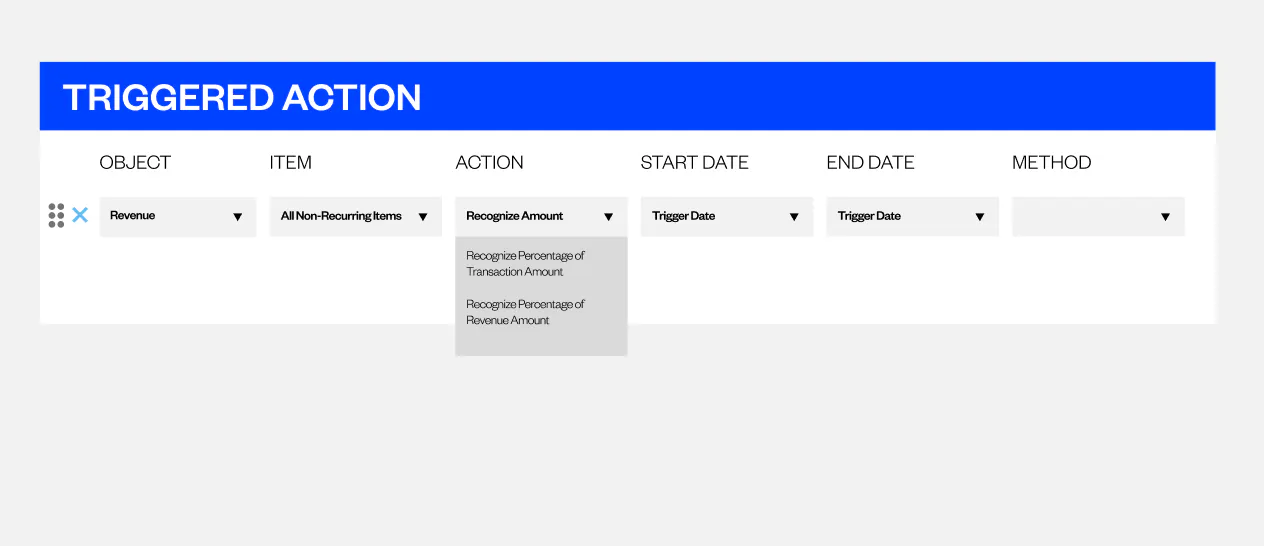 TRIGGERED ACTION
OBJECT ITEM ACTION START DATE END DATE METHOD
Revenue All Non-Recurring Items Recognize Amount Trigger Date Trigger Date
Recognize Percentage of
Transaction Amount
Recognize Percentage of
Revenue Amount